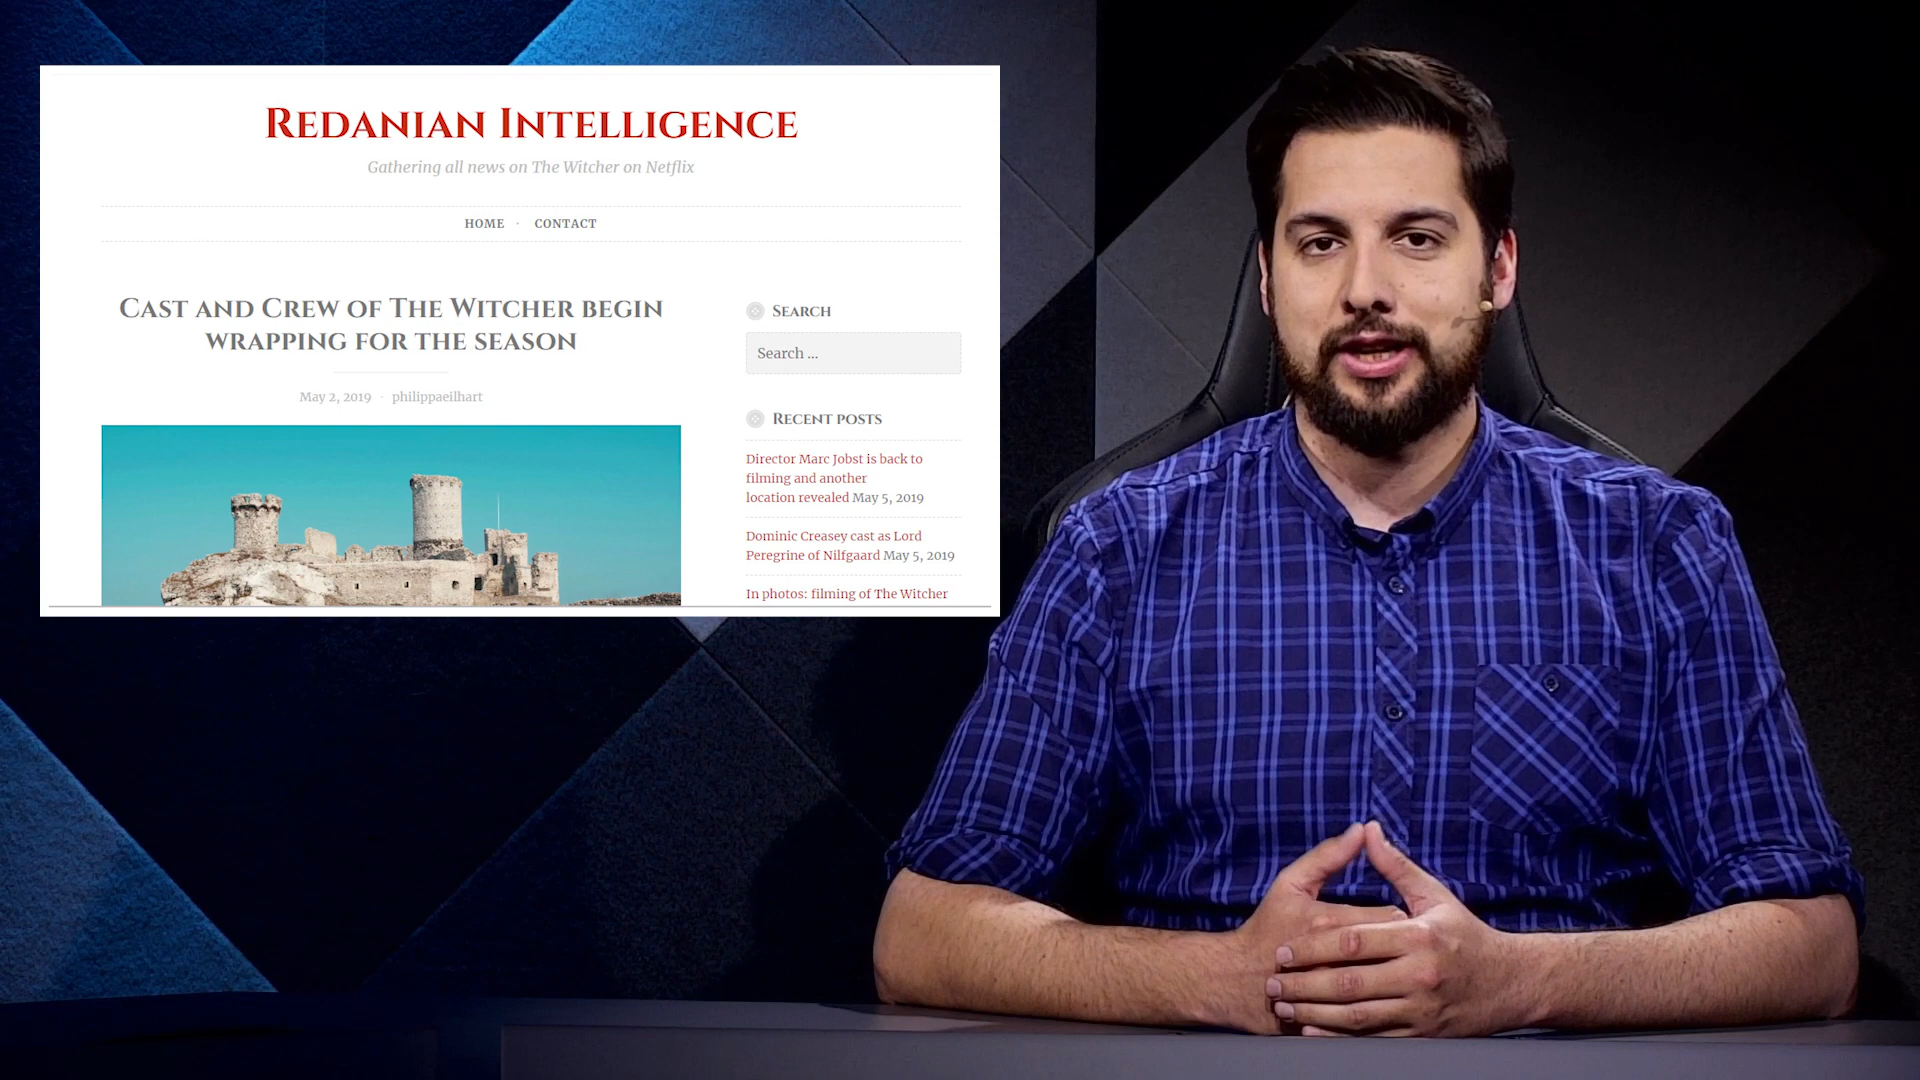 REDANIAN INTELLIGENCE
Gathering all news on The Witcher on Netflix
HOME · CONTACT
CAST AND CREW OF THE WITCHER BEGIN
WRAPPING FOR THE SEASON
May 2, 2019 · philippaeilhart
SEARCH
Search ...
RECENT POSTS
Director Marc Jobst is back to
filming and another
location revealed May 5, 2019
Dominic Creasey cast as Lord
Peregrine of Nilfgaard May 5, 2019
In photos: filming of The Witcher